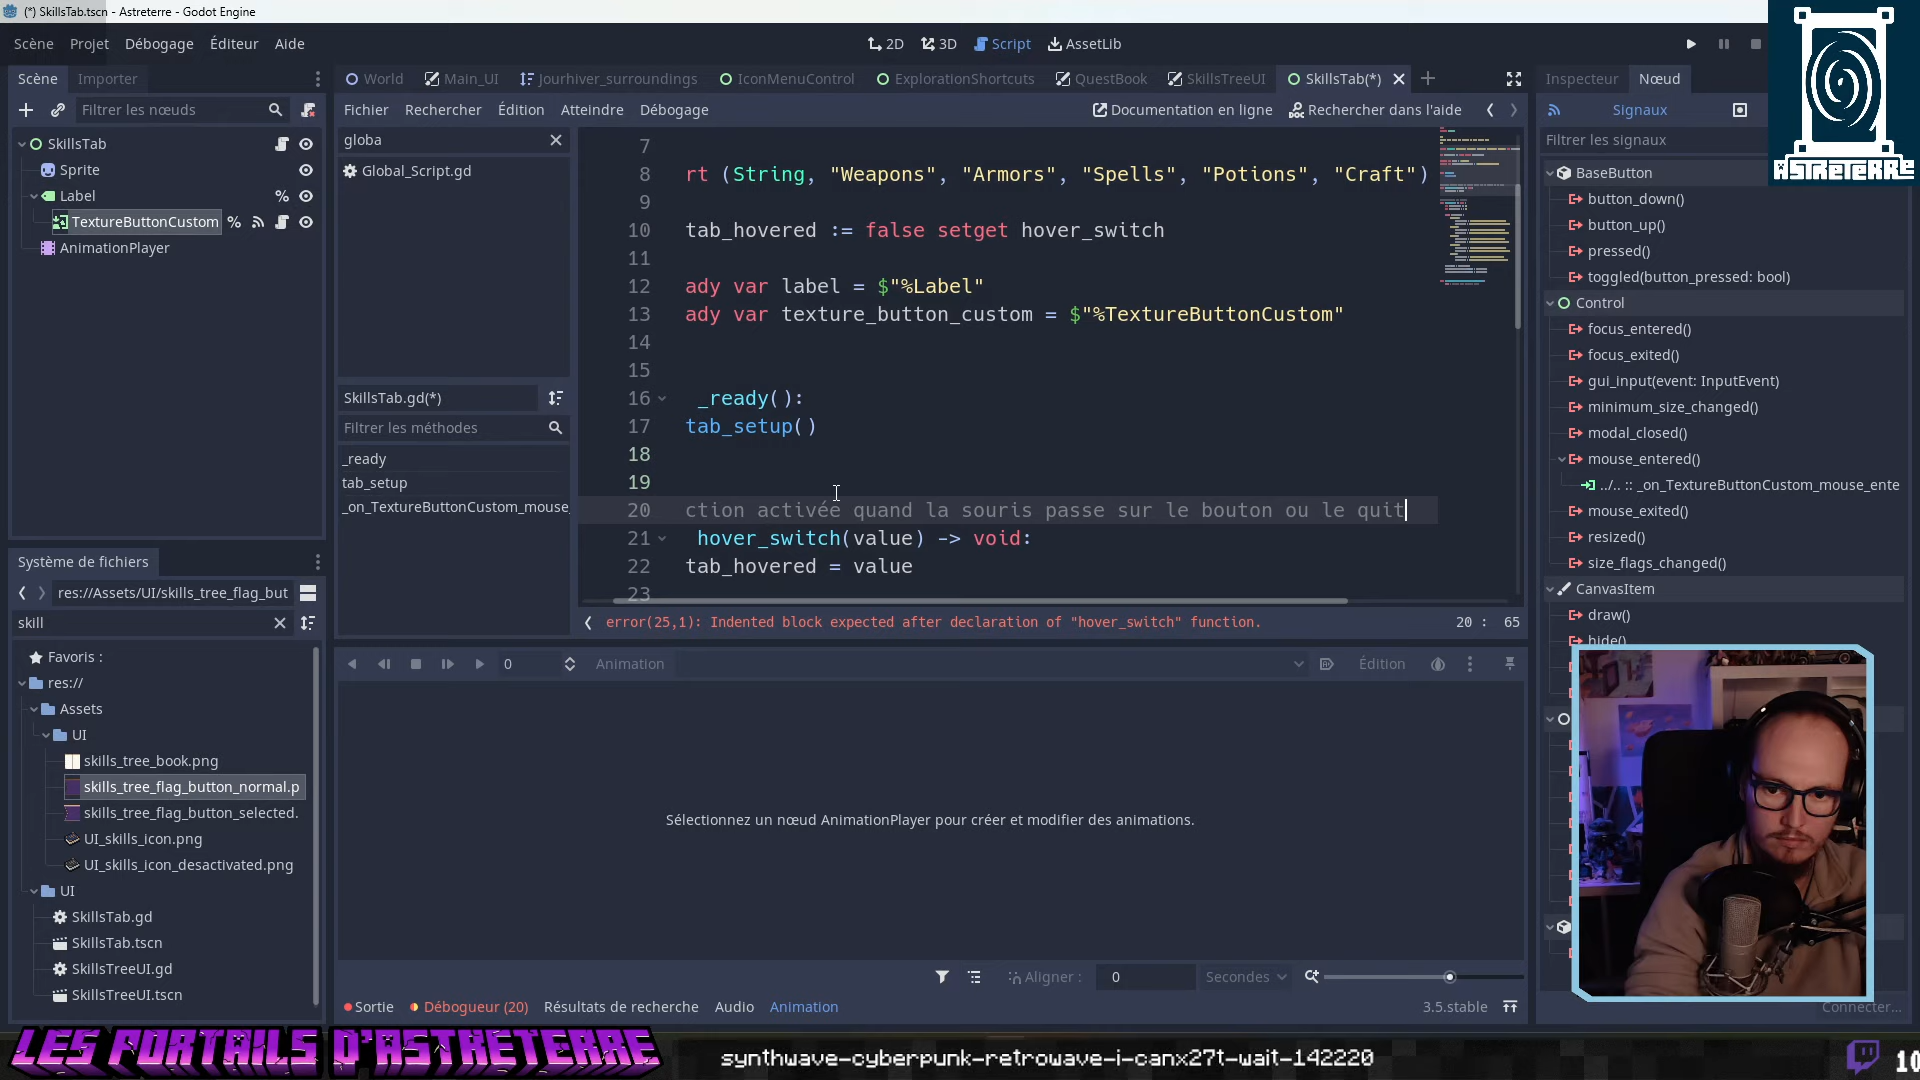 (*) SkillsTab.tscn - Astreterre - Godot Engine
Scène Projet Débogage Éditeur Aide
2D 3D Script AssetLib
Scène Importer
World Main_UI Jourhiver_surroundings IconMenuControl ExplorationShortcuts QuestBook SkillsTreeUI SkillsTab(*)
Inspecteur Nœud
Filtrer les nœuds
Fichier Rechercher Édition Atteindre Débogage
Documentation en ligne Rechercher dans l'aide
Signaux
Filtrer les signaux
ASTRETERRE
SkillsTab
Sprite
Label
TextureButtonCustom
AnimationPlayer
globa
Global_Script.gd
SkillsTab.gd(*)
Filtrer les méthodes
_ready
tab_setup
_on_TextureButtonCustom_mouse_
7
8 rt (String, "Weapons", "Armors", "Spells", "Potions", "Craft")
9
10 tab_hovered := false setget hover_switch
11
12 ady var label = $"%Label"
13 ady var texture_button_custom = $"%TextureButtonCustom"
14
15
16 _ready():
17 tab_setup()
18
19
20 ction activée quand la souris passe sur le bouton ou le quit
21 hover_switch(value) -> void:
22 tab_hovered = value
23
error(25,1): Indented block expected after declaration of "hover_switch" function.
20 : 65
BaseButton
button_down()
button_up()
pressed()
toggled(button_pressed: bool)
Control
focus_entered()
focus_exited()
gui_input(event: InputEvent)
minimum_size_changed()
modal_closed()
mouse_entered()
../.. :: _on_TextureButtonCustom_mouse_ente
mouse_exited()
resized()
size_flags_changed()
CanvasItem
draw()
hide()
Connecter...
Système de fichiers
res://Assets/UI/skills_tree_flag_but
skill
Favoris :
res://
Assets
UI
skills_tree_book.png
skills_tree_flag_button_normal.p
skills_tree_flag_button_selected.
UI_skills_icon.png
UI_skills_icon_desactivated.png
UI
SkillsTab.gd
SkillsTab.tscn
SkillsTreeUI.gd
SkillsTreeUI.tscn
0 Animation Édition
Sélectionnez un nœud AnimationPlayer pour créer et modifier des animations.
Aligner : 0 Secondes
Sortie Débogueur (20) Résultats de recherche Audio Animation
3.5.stable
LES PORTAILS D'ASTRETERRE
synthwave-cyberpunk-retrowave-i-canx27t-wait-142220
10